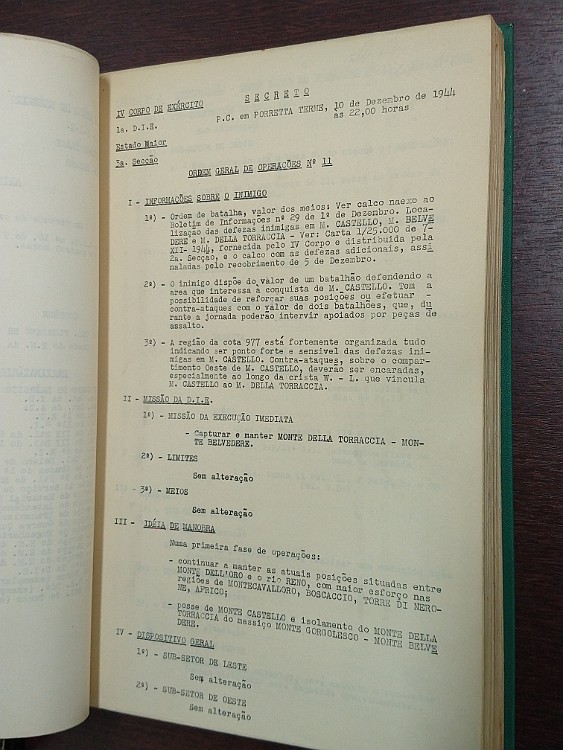 S E C R E T O
IV CORPO DE EXÉRCITO
P.C. em PORRETTA TERME, 10 de Dezembro de 1944
às 22,00 horas
1a. D.I.E.
Estado Maior
3a. Secção
ORDEM GERAL DE OPERAÇÕES Nº 11
I - INFORMAÇÕES SOBRE O INIMIGO
1º) - Ordem de batalha, valor dos meios: Ver calco naexo ao
Boletim de Informações nº 29 de 1º de Dezembro. Loca-
lização das defezas inimigas em M. CASTELLO, M. BELVE
DERE e M. DELLA TORRACCIA - Ver: Carta 1/25.000 de 7-
XII-1944, fornecida pelo IV Corpo e distribuida pela
2a. Secção, e o calco com as defezas adicionais, assi
naladas pelo recobrimento de 5 de Dezembro.
2º) - O inimigo dispõe do valor de um batalhão defendendo a
area que interessa à conquista de M. CASTELLO. Tem a
possibilidade de reforçar suas posições ou efetuar -
contra-ataques com o valor de dois batalhões, que, du
rante a jornada poderão intervir apoiados por peças de
assalto.
3º) - A região da cota 977 está fortemente organizada tudo
indicando ser ponto forte e sensivel das defezas ini-
migas em M. CASTELLO. Contra-ataques, sobre o compar-
timento Oeste de M. CASTELLO, deverão ser encaradas,
especialmente ao longo da crista W. - L. que vincula
M. CASTELLO ao M. DELLA TORRACCIA.
II - MISSÃO DA D.I.E.
1º) - MISSÃO DA EXECUÇÃO IMEDIATA
- Capturar e manter MONTE DELLA TORRACCIA - MON-
TE BELVEDERE.
2º) - LIMITES
Sem alteração
3º) - MEIOS
Sem alteração
III - IDÉIA DE MANOBRA
Numa primeira fase de operações:
- continuar a manter as atuais posições situadas entre
MONTE DELL'ORO e o rio RENO, com maior esforço nas
regiões de MONTECAVALLORO, BOSCACCIO, TORRE DI NERO-
NE, AFRICO;
- posse de MONTE CASTELLO e isolamento do MONTE DELLA
TORRACCIA do massiço MONTE GORGOLESCO - MONTE BELVE
DERE.
IV - DISPOSITIVO GERAL
1º) - SUB-SETOR DE LESTE
Sem alteração
2º) - SUB-SETOR DE OESTE
Sem alteração